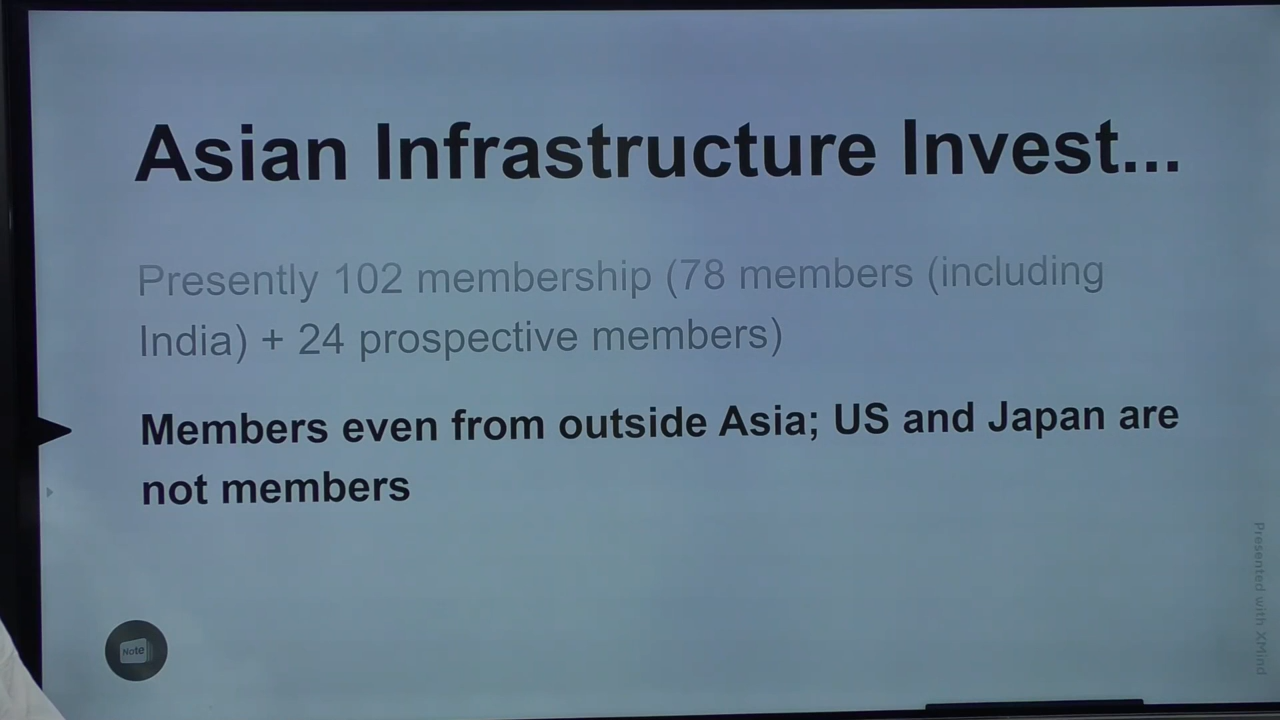 Asian Infrastructure Invest...
Presently 102 membership (78 members (including
India) + 24 prospective members)
Members even from outside Asia; US and Japan are
not members
Note
Presented with XMind